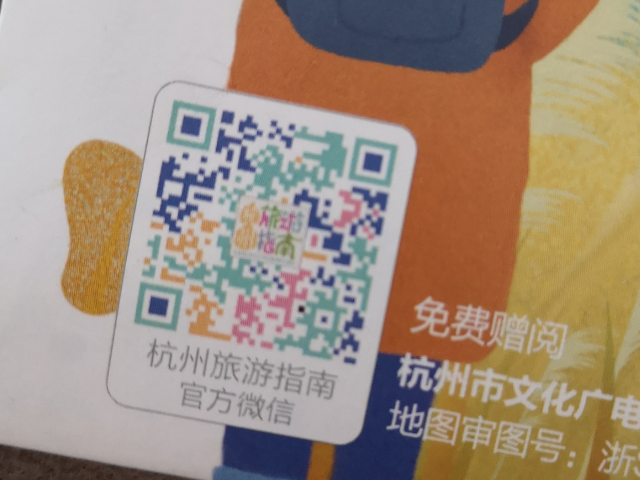 旅游
指南
杭州旅游指南
官方微信
免费赠阅
杭州市文化广电
地图审图号：浙S